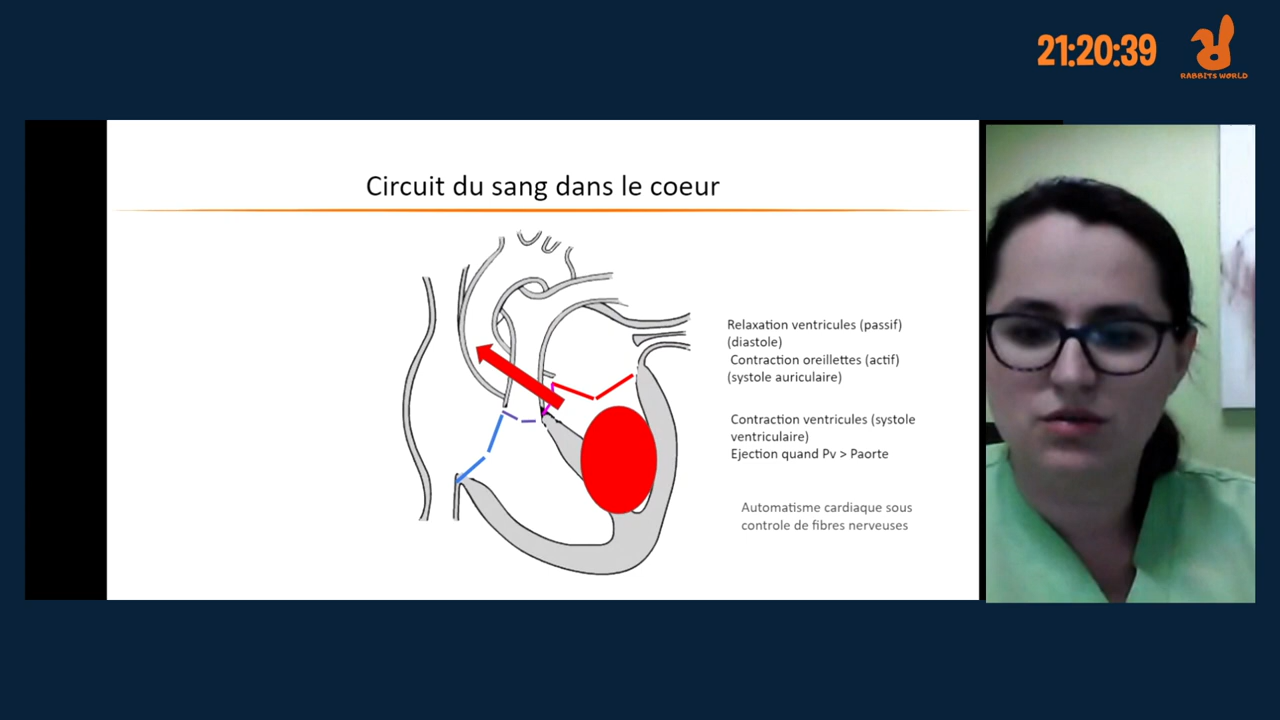 21:20:39
RABBITS WORLD
Circuit du sang dans le coeur
Relaxation ventricules (passif)
(diastole)
Contraction oreillettes (actif)
(systole auriculaire)
Contraction ventricules (systole
ventriculaire)
Ejection quand Pv > Paorte
Automatisme cardiaque sous
controle de fibres nerveuses